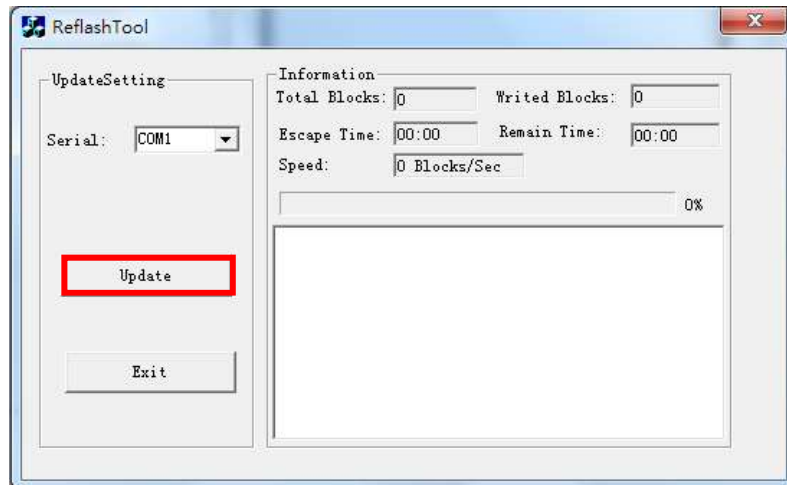 ReflashTool
UpdateSetting
Serial: COM1
Update
Exit
Information
Total Blocks: 0 Writed Blocks: 0
Escape Time: 00:00 Remain Time: 00:00
Speed: 0 Blocks/Sec
0%